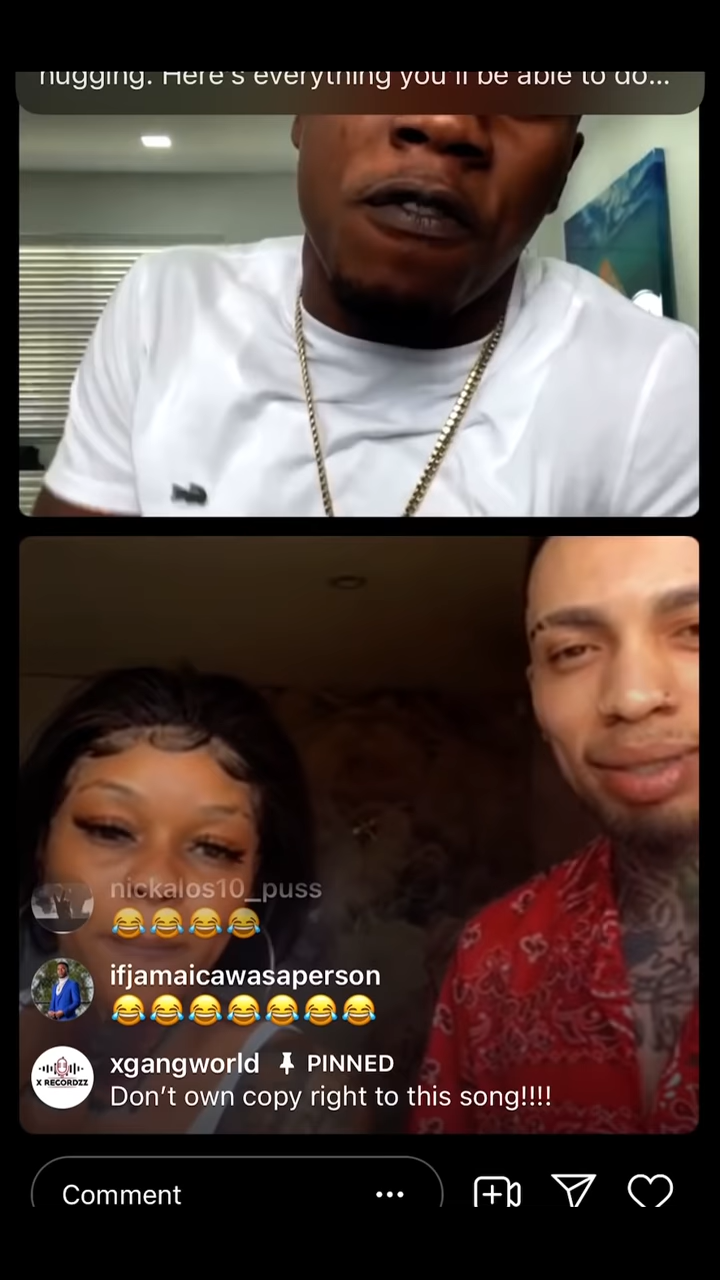 hugging. Here's everything you'll be able to do...
nickalos10_puss
😂😂😂😂
ifjamaicawasaperson
😂😂😂😂😂😂😂
X RECORDZZ
xgangworld PINNED
Don't own copy right to this song!!!!
Comment